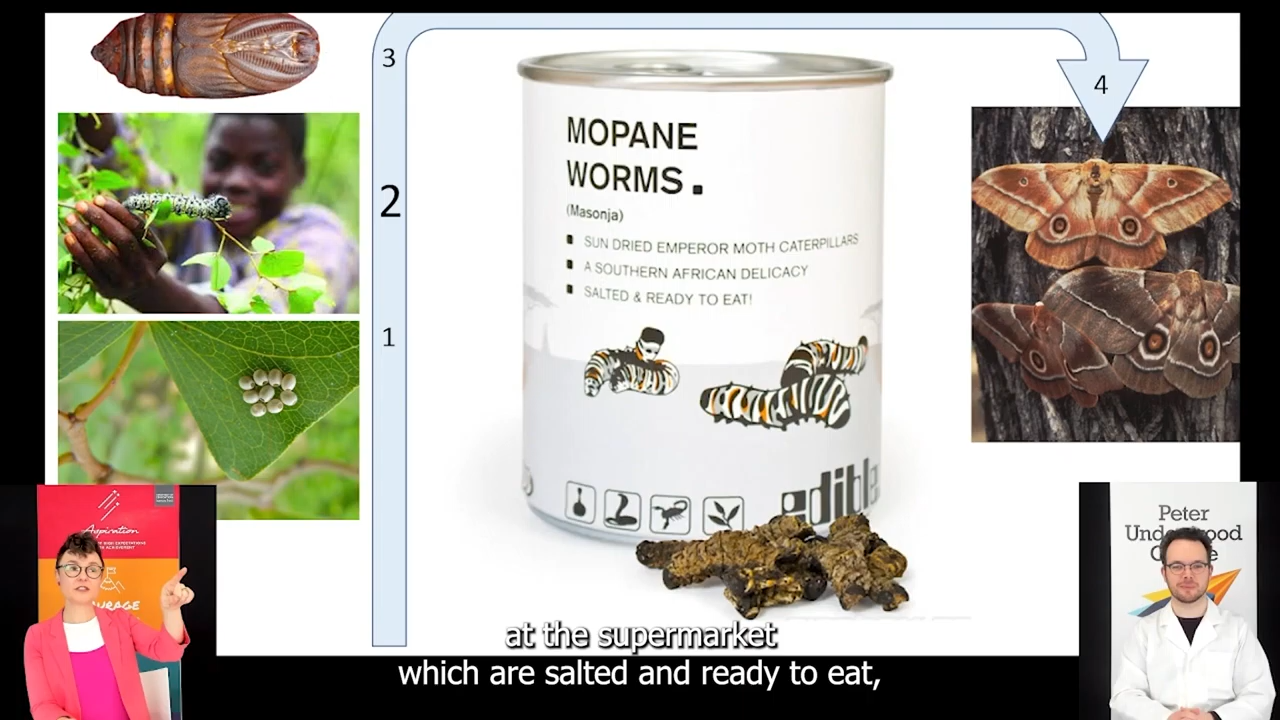 3
4
2
1
MOPANE
WORMS.
(Masonja)
SUN DRIED EMPEROR MOTH CATERPILLARS
A SOUTHERN AFRICAN DELICACY
SALTED & READY TO EAT!
edible
Aspiration
Peter
at the supermarket
which are salted and ready to eat,